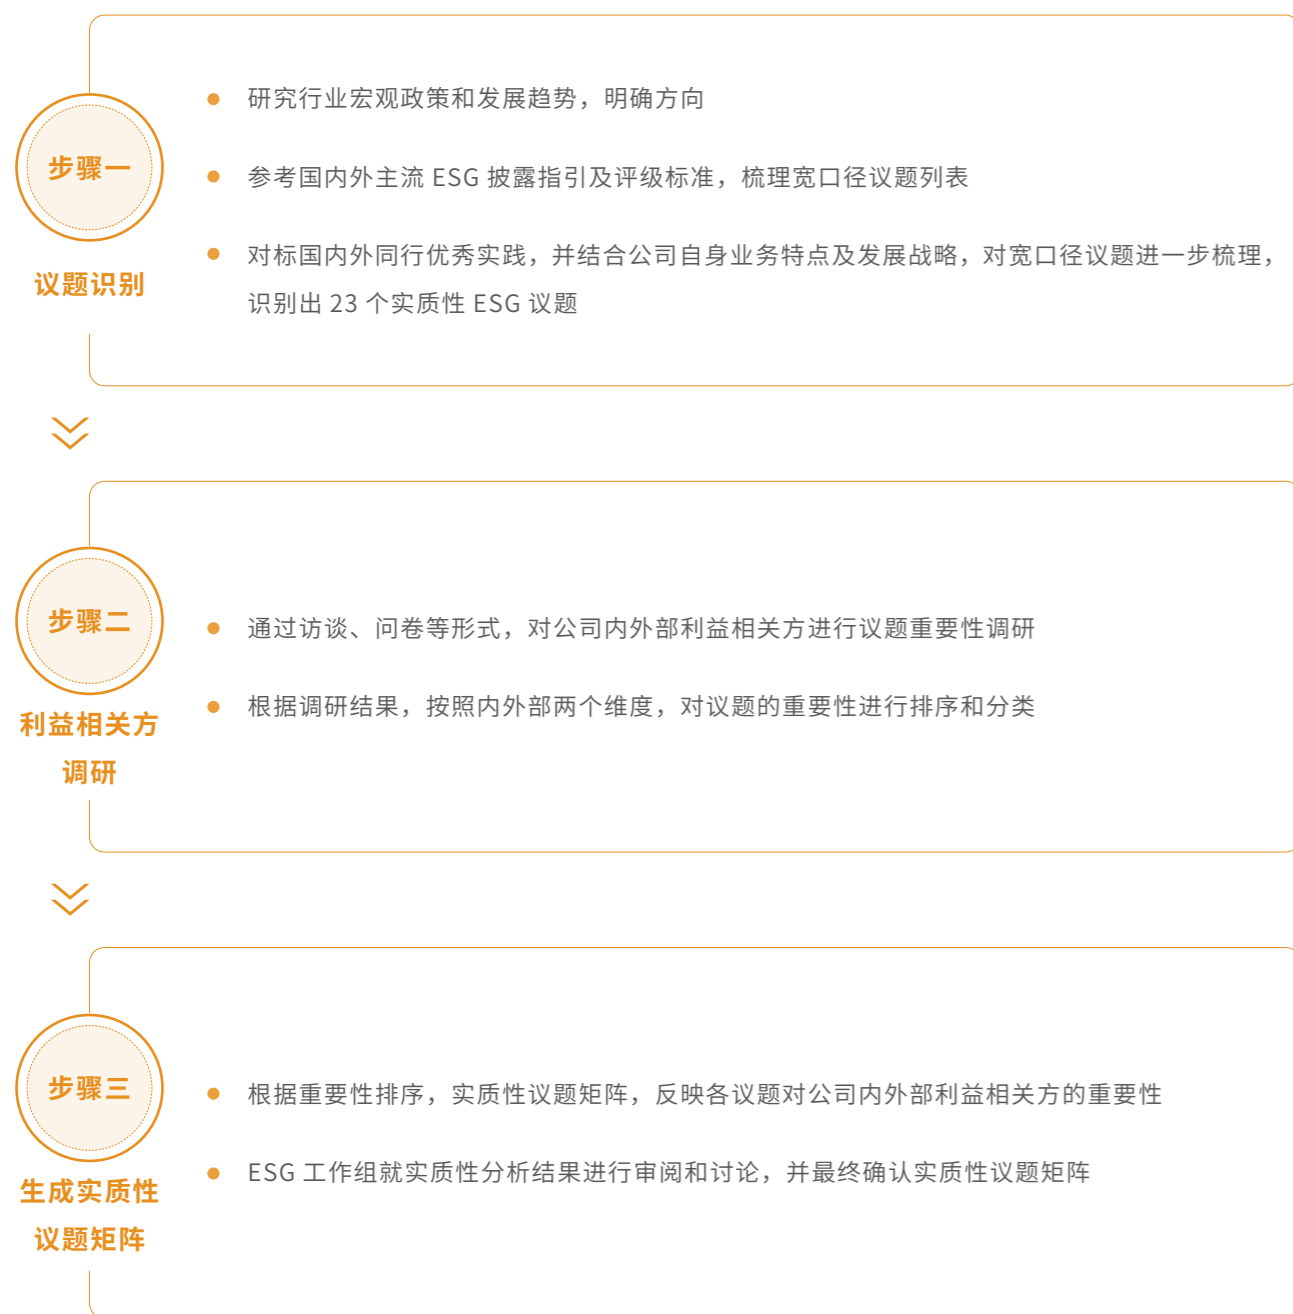 步骤一
议题识别
研究行业宏观政策和发展趋势，明确方向
参考国内外主流 ESG 披露指引及评级标准，梳理宽口径议题列表
对标国内外同行优秀实践，并结合公司自身业务特点及发展战略，对宽口径议题进一步梳理，
识别出 23 个实质性 ESG 议题
步骤二
利益相关方
调研
通过访谈、问卷等形式，对公司内外部利益相关方进行议题重要性调研
根据调研结果，按照内外部两个维度，对议题的重要性进行排序和分类
步骤三
生成实质性
议题矩阵
根据重要性排序，实质性议题矩阵，反映各议题对公司内外部利益相关方的重要性
ESG 工作组就实质性分析结果进行审阅和讨论，并最终确认实质性议题矩阵